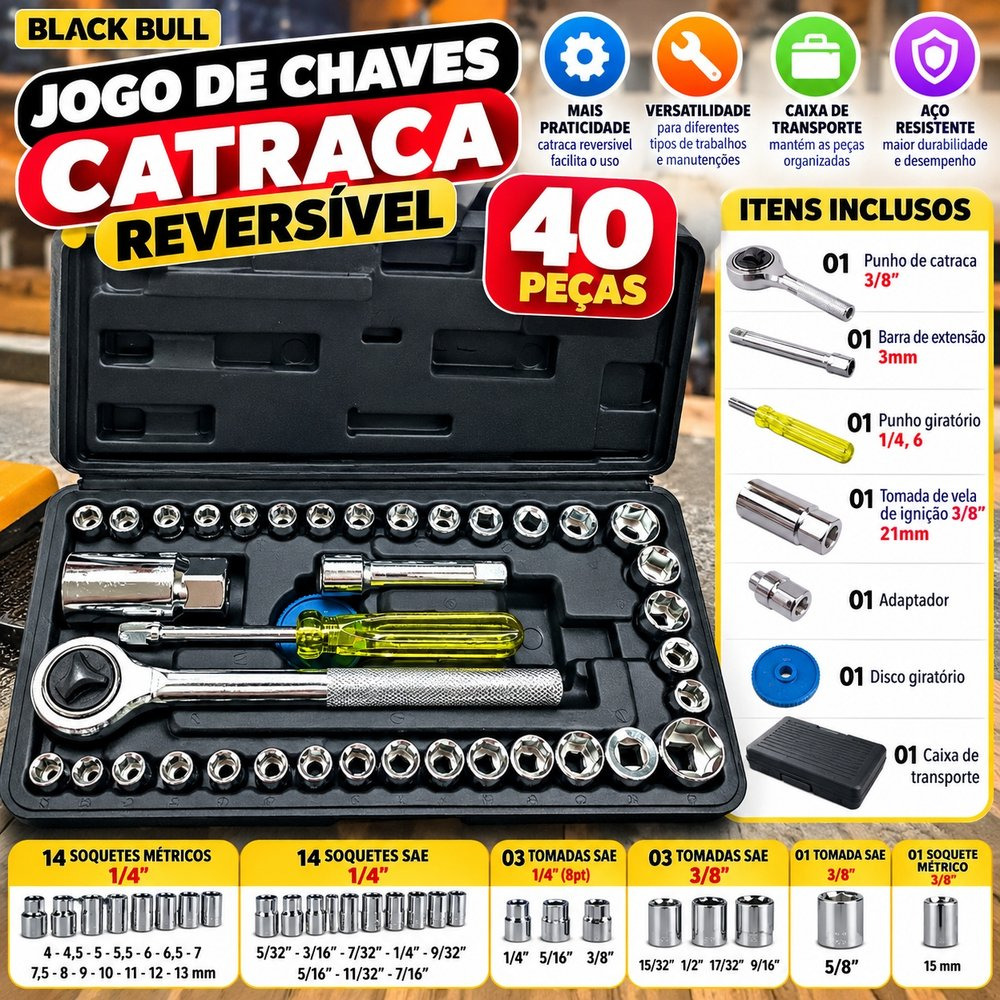 BLACK BULL
JOGO DE CHAVES
CATRACA
REVERSÍVEL
40
PEÇAS
MAIS
PRATICIDADE
catraca reversível
facilita o uso
VERSATILIDADE
para diferentes
tipos de trabalhos
e manutenções
CAIXA DE
TRANSPORTE
mantém as peças
organizadas
AÇO
RESISTENTE
maior durabilidade
e desempenho
ITENS INCLUSOS
01 Punho de catraca
3/8"
01 Barra de extensão
3mm
01 Punho giratório
1/4, 6
01 Tomada de vela
de ignição 3/8"
21mm
01 Adaptador
01 Disco giratório
01 Caixa de
transporte
14 SOQUETES MÉTRICOS
1/4"
4 - 4,5 - 5 - 5,5 - 6 - 6,5 - 7
7,5 - 8 - 9 - 10 - 11 - 12 - 13 mm
14 SOQUETES SAE
1/4"
5/32" - 3/16" - 7/32" - 1/4" - 9/32"
5/16" - 11/32" - 7/16"
03 TOMADAS SAE
1/4" (8pt)
1/4" 5/16" 3/8"
03 TOMADAS SAE
3/8"
15/32" 1/2" 17/32" 9/16"
01 TOMADA SAE
3/8"
5/8"
01 SOQUETE
MÉTRICO
3/8"
15 mm